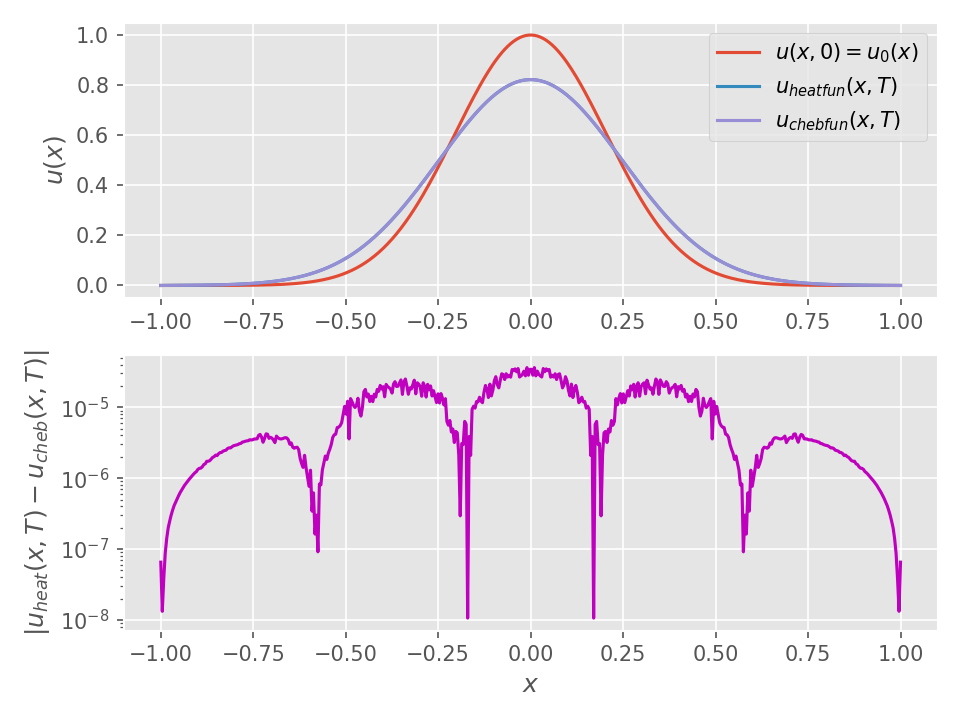 1.0
0.8
0.6
0.4
0.2
0.0
u(x)
u(x, 0) = u₀(x)
u_heatfun(x, T)
u_chebfun(x, T)
−1.00 −0.75 −0.50 −0.25 0.00 0.25 0.50 0.75 1.00
10⁻⁵
10⁻⁶
10⁻⁷
10⁻⁸
|u_heat(x, T) − u_cheb(x, T)|
−1.00 −0.75 −0.50 −0.25 0.00 0.25 0.50 0.75 1.00
x